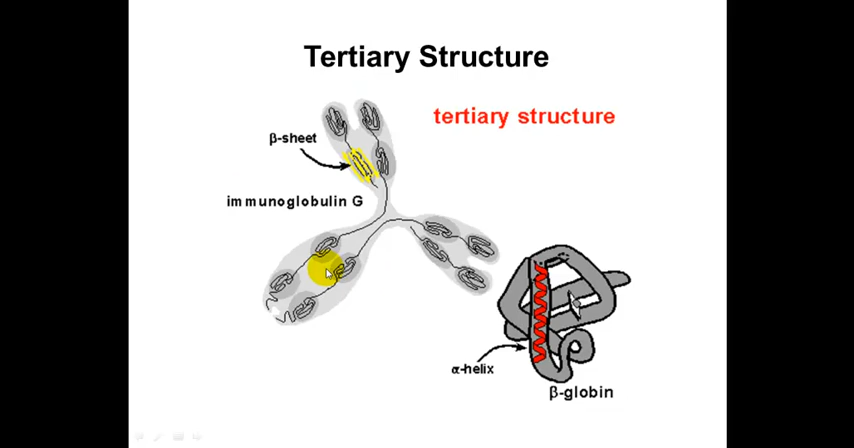 Tertiary Structure
tertiary structure
β-sheet
immunoglobulin G
α-helix
β-globin